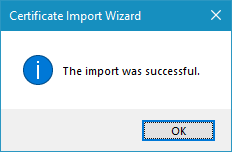 Certificate Import Wizard
The import was successful.
OK